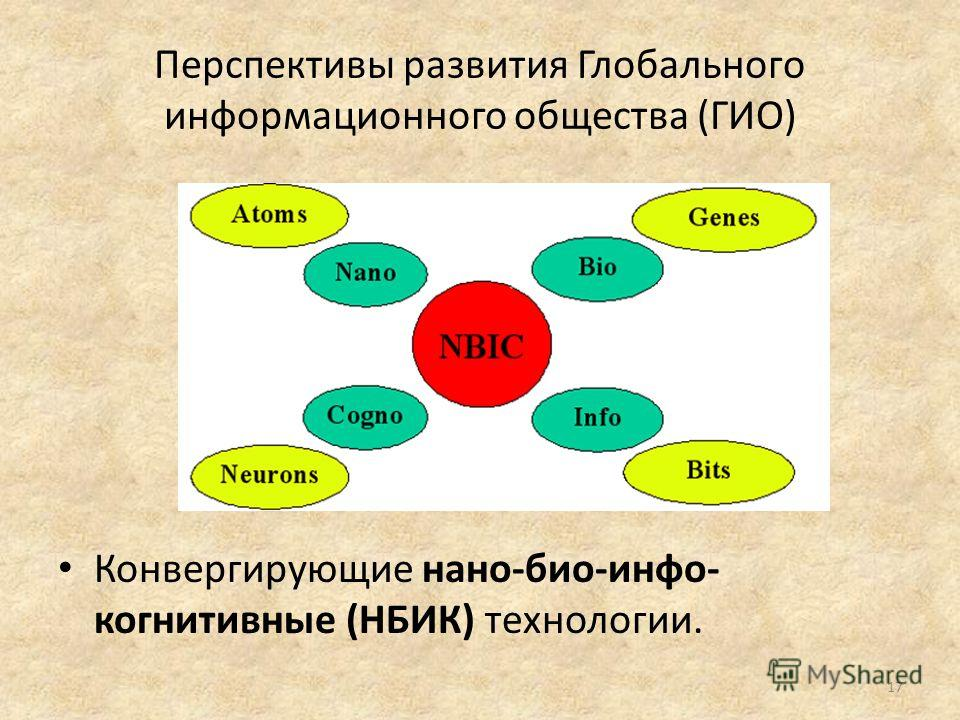 Перспективы развития Глобального
информационного общества (ГИО)
Atoms
Genes
Nano
Bio
NBIC
Cogno
Info
Neurons
Bits
• Конвергирующие нано-био-инфо-
когнитивные (НБИК) технологии.
MyShared
17